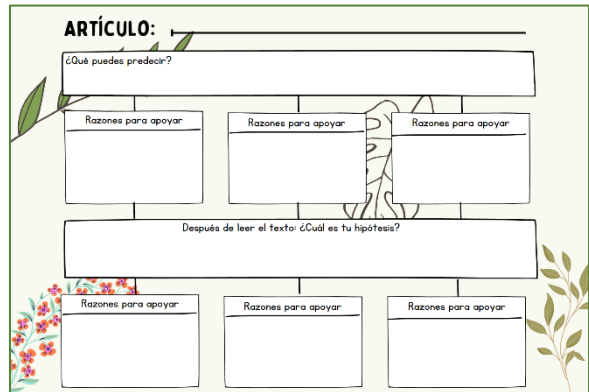 ARTÍCULO:
¿Qué puedes predecir?
Razones para apoyar
Razones para apoyar
Razones para apoyar
Después de leer el texto: ¿Cuál es tu hipótesis?
Razones para apoyar
Razones para apoyar
Razones para apoyar